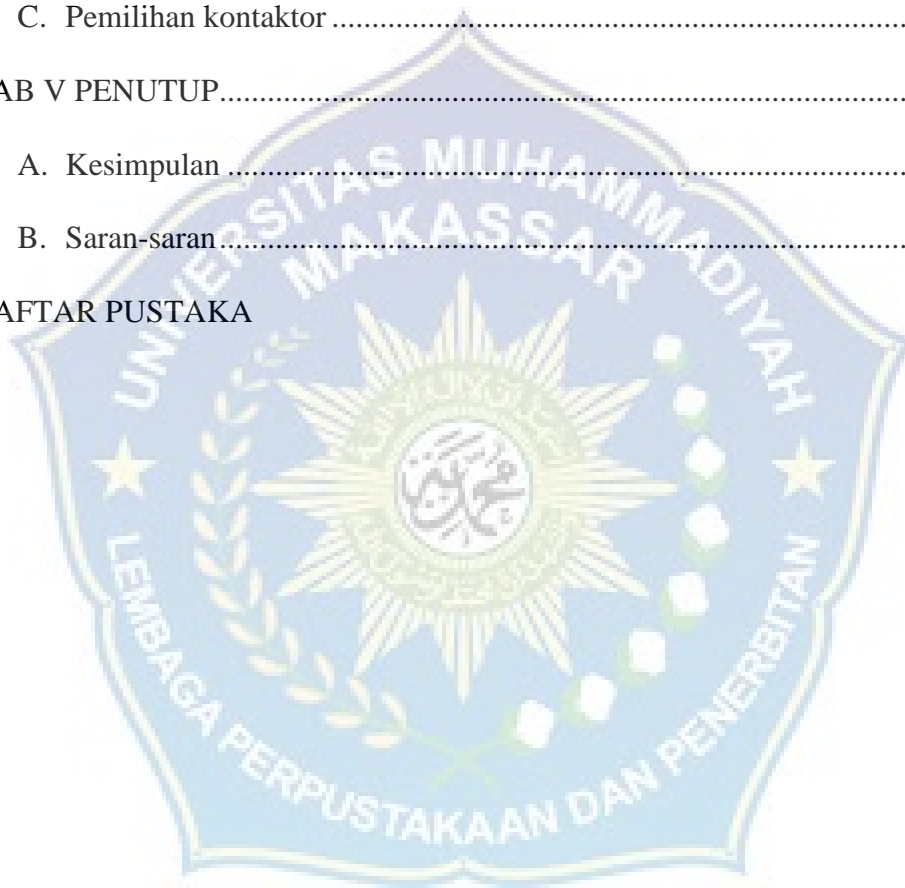 C. Pemilihan kontaktor ........................................................................
AB V PENUTUP.......................................................................................
A. Kesimpulan .....................................................................................
B. Saran-saran......................................................................................
AFTAR PUSTAKA
UNIVERSITAS MUHAMMADIYAH
MAKASSAR
LEMBAGA PERPUSTAKAAN DAN PENERBITAN